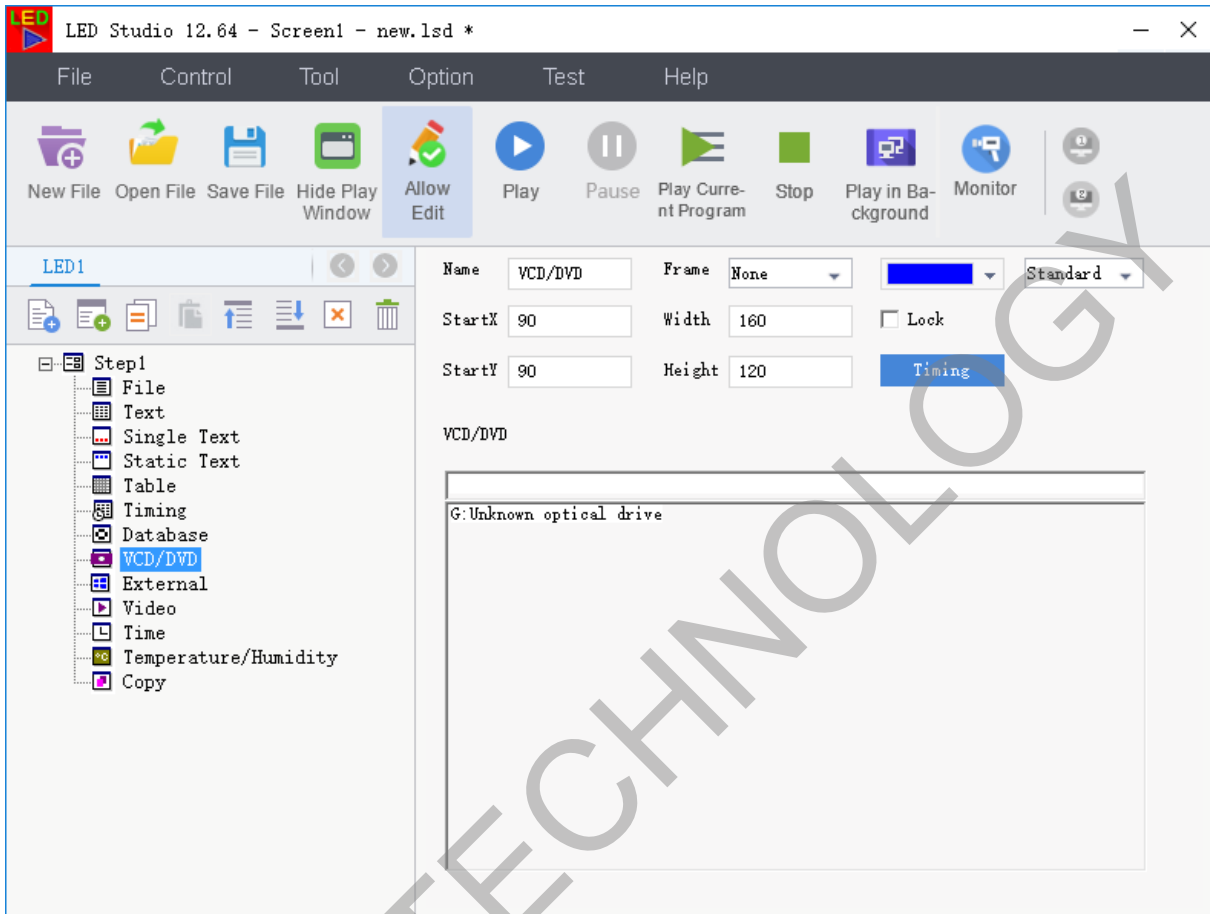 LED
LED Studio 12.64 - Screen1 - new.lsd *
File Control Tool Option Test Help
New File Open File Save File Hide Play Window Allow Edit Play Pause Play Curre-nt Program Stop Play in Ba-ckground Monitor
1
2
LED1
Name VCD/DVD Frame None Standard
StartX 90 Width 160 Lock
StartY 90 Height 120 Timing
Step1
File
Text
Single Text
Static Text
Table
Timing
Database
VCD/DVD
External
Video
Time
Temperature/Humidity
Copy
VCD/DVD
G:Unknown optical drive
TECHNOLOGY